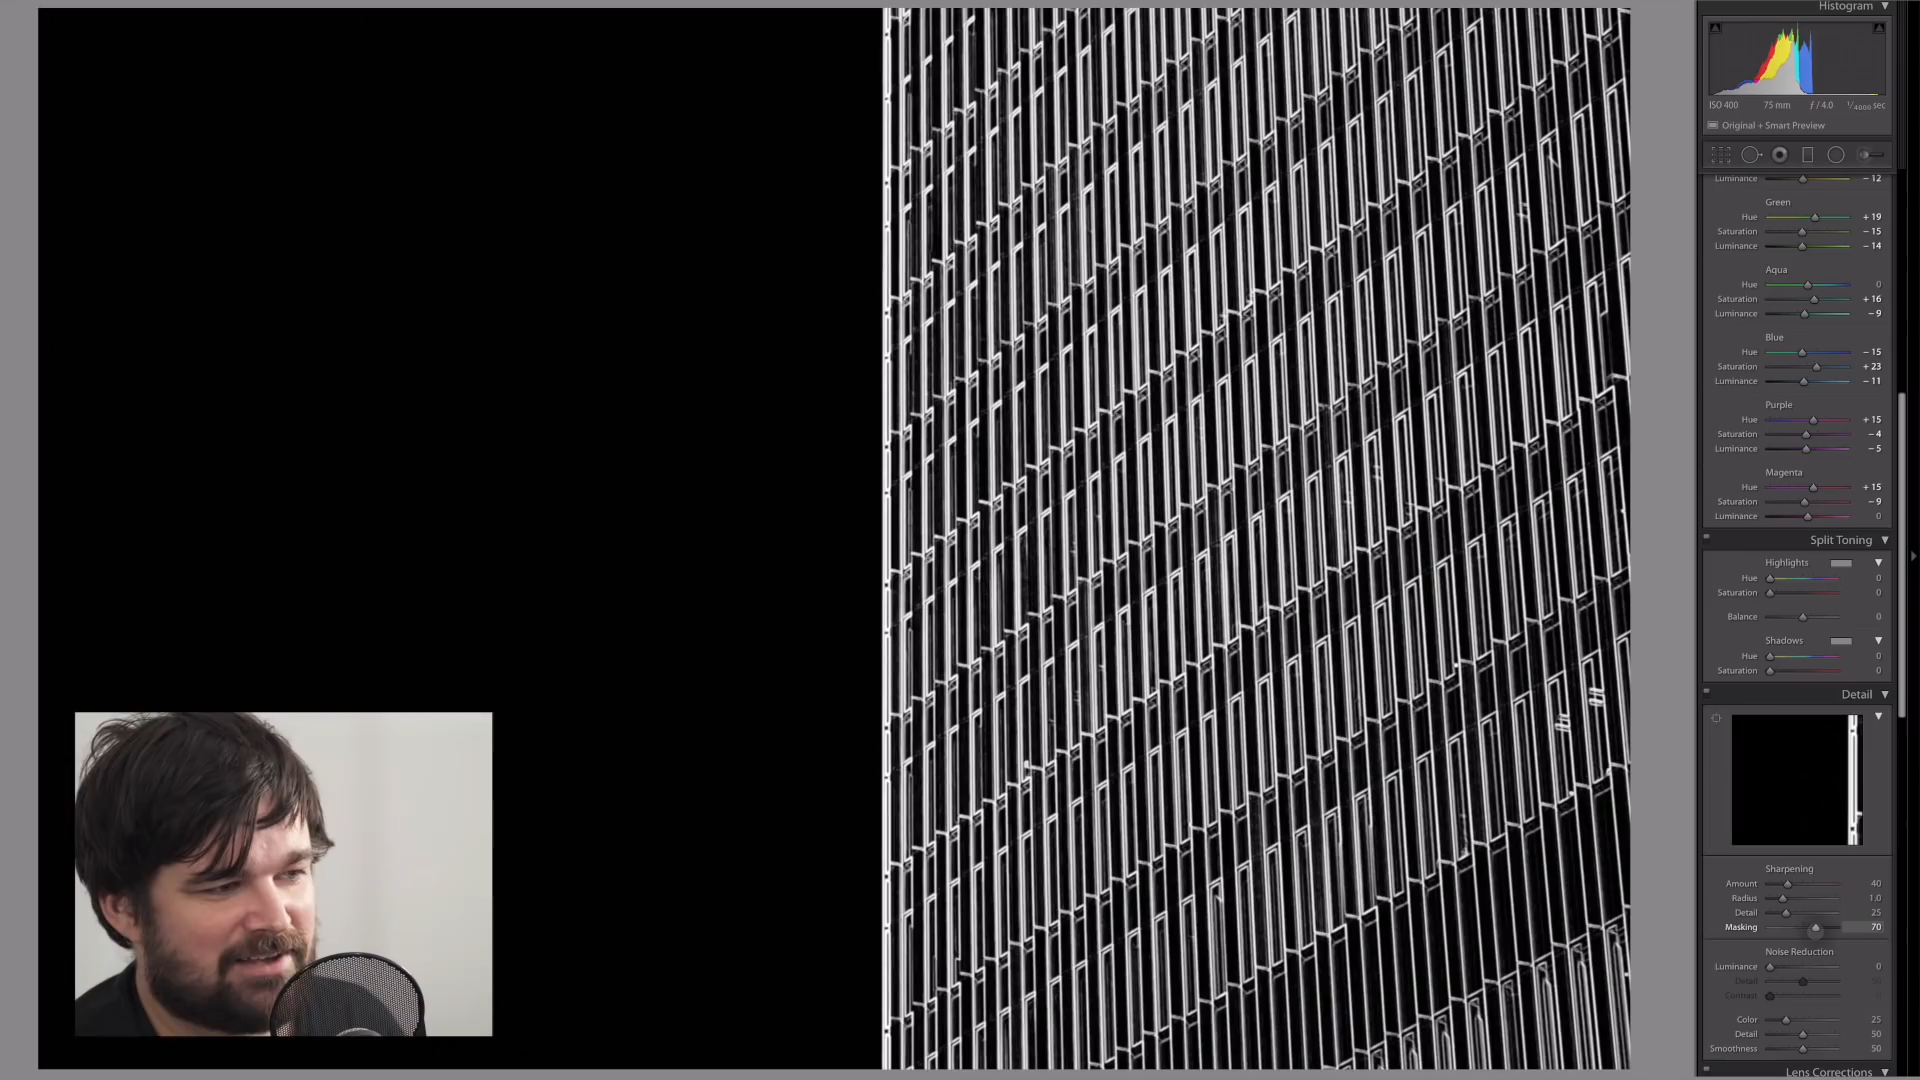 Histogram
ISO 400 75 mm ƒ / 4.0 1/4000 sec
Original + Smart Preview
Luminance − 12
Green
Hue + 19
Saturation − 15
Luminance − 14
Aqua
Hue 0
Saturation + 16
Luminance − 9
Blue
Hue − 15
Saturation + 23
Luminance − 11
Purple
Hue + 15
Saturation − 4
Luminance − 5
Magenta
Hue + 15
Saturation − 9
Luminance 0
Split Toning
Highlights
Hue 0
Saturation 0
Balance 0
Shadows
Hue 0
Saturation 0
Detail
Sharpening
Amount 40
Radius 1.0
Detail 25
Masking 70
Noise Reduction
Luminance 0
Detail
Contrast
Color 25
Detail 50
Smoothness 50
Lens Corrections